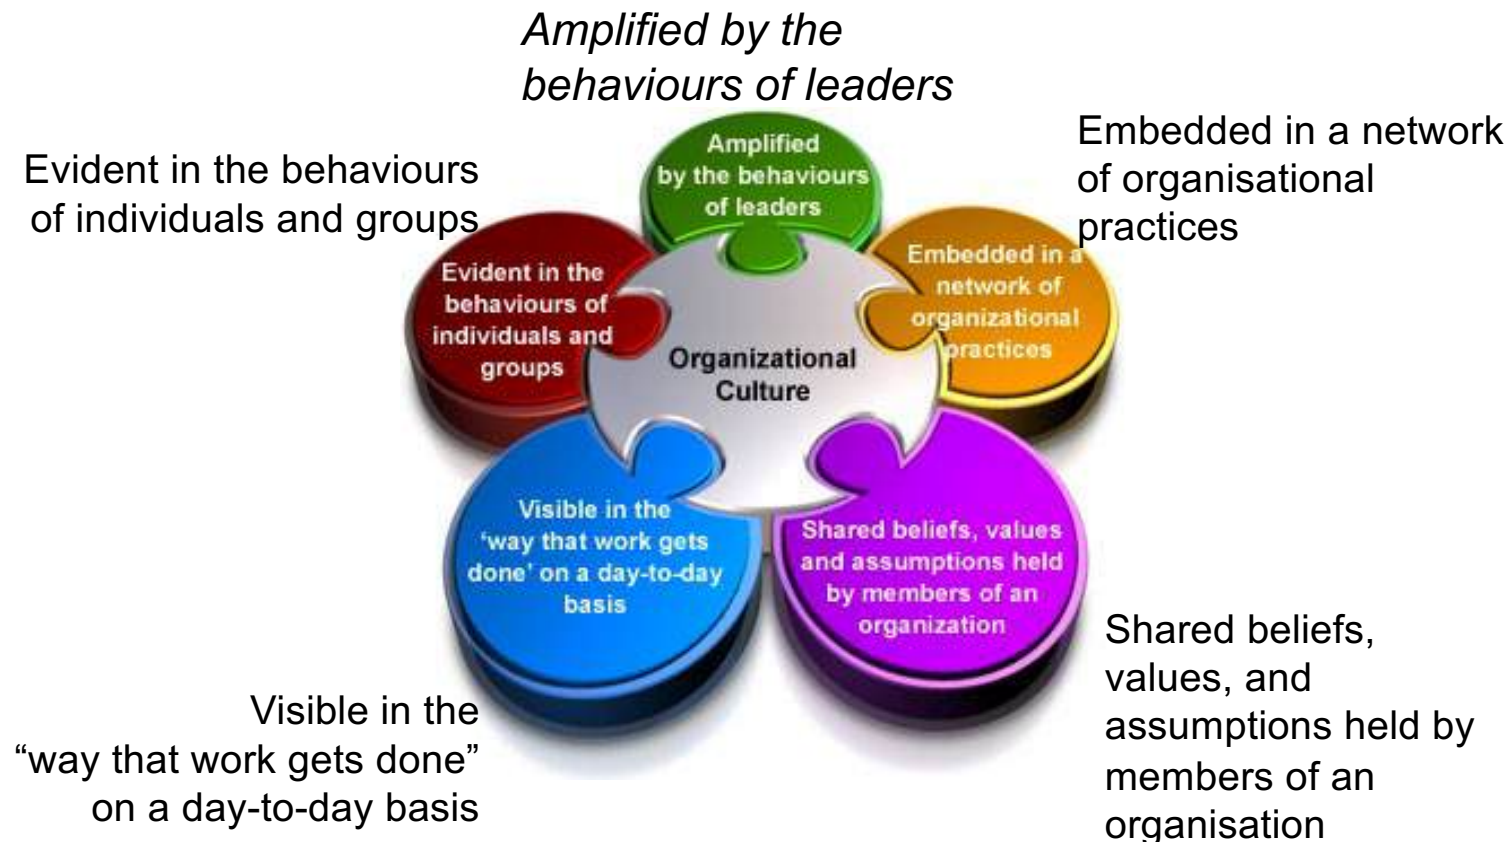 Amplified by the
behaviours of leaders
Evident in the behaviours
of individuals and groups
Embedded in a network
of organisational
practices
Amplified
by the behaviours
of leaders
Evident in the
behaviours of
individuals and
groups
Embedded in a
network of
organizational
practices
Organizational
Culture
Visible in the
‘way that work gets
done’ on a day-to-day
basis
Shared beliefs, values
and assumptions held
by members of an
organization
Visible in the
“way that work gets done”
on a day-to-day basis
Shared beliefs,
values, and
assumptions held by
members of an
organisation